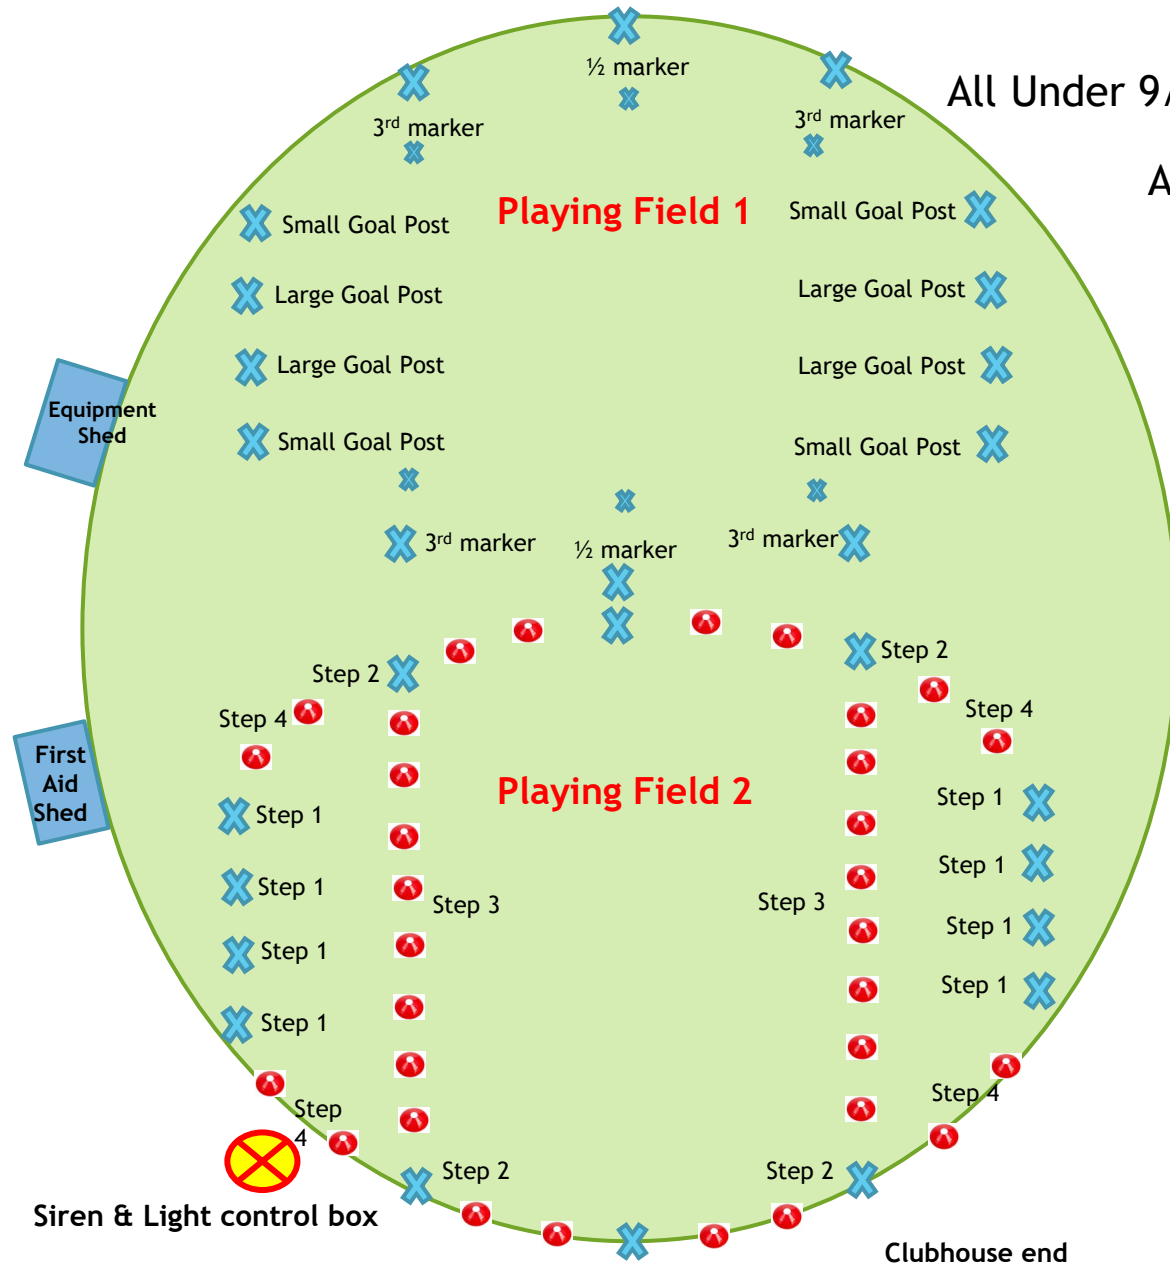 ½ marker
All Under 9/
3rd marker
3rd marker
A
Playing Field 1
Small Goal Post
Small Goal Post
Large Goal Post
Large Goal Post
Large Goal Post
Large Goal Post
Equipment
Shed
Small Goal Post
Small Goal Post
3rd marker
½ marker
3rd marker
Step 2
Step 2
Step 4
Step 4
First
Aid
Shed
Playing Field 2
Step 1
Step 1
Step 1
Step 1
Step 3
Step 3
Step 1
Step 1
Step 1
Step 1
Step 4
Step
4
Step 2
Step 2
Siren & Light control box
Clubhouse end